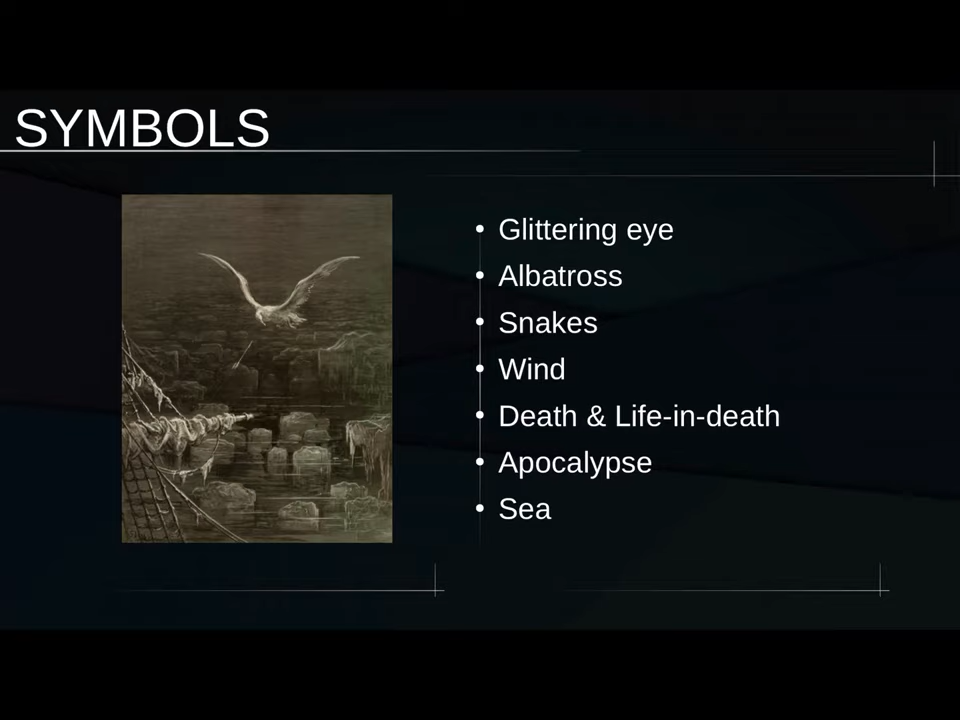 SYMBOLS
• Glittering eye
• Albatross
• Snakes
• Wind
• Death & Life-in-death
• Apocalypse
• Sea